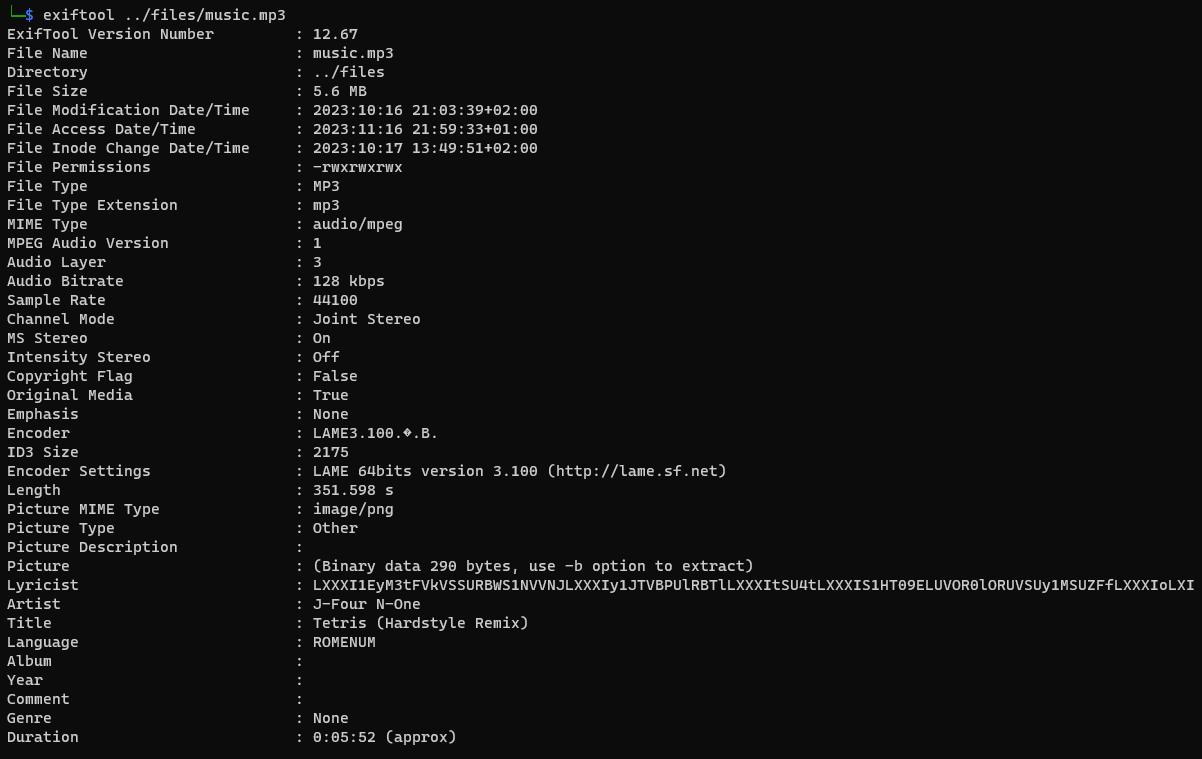 └─$ exiftool ../files/music.mp3
ExifTool Version Number         : 12.67
File Name                       : music.mp3
Directory                       : ../files
File Size                       : 5.6 MB
File Modification Date/Time     : 2023:10:16 21:03:39+02:00
File Access Date/Time           : 2023:11:16 21:59:33+01:00
File Inode Change Date/Time     : 2023:10:17 13:49:51+02:00
File Permissions                : -rwxrwxrwx
File Type                       : MP3
File Type Extension             : mp3
MIME Type                       : audio/mpeg
MPEG Audio Version              : 1
Audio Layer                     : 3
Audio Bitrate                   : 128 kbps
Sample Rate                     : 44100
Channel Mode                    : Joint Stereo
MS Stereo                       : On
Intensity Stereo                : Off
Copyright Flag                  : False
Original Media                  : True
Emphasis                        : None
Encoder                         : LAME3.100.�.B.
ID3 Size                        : 2175
Encoder Settings                : LAME 64bits version 3.100 (http://lame.sf.net)
Length                          : 351.598 s
Picture MIME Type               : image/png
Picture Type                    : Other
Picture Description             :
Picture                         : (Binary data 290 bytes, use -b option to extract)
Lyricist                        : LXXXI1EyM3tFVkVSSURBWS1NVVNJLXXXIy1JTVBPUlRBTlLXXXItSU4tLXXXIS1HT09ELUVOR0lORUVSUy1MSUZFfLXXXIoLXI
Artist                          : J-Four N-One
Title                           : Tetris (Hardstyle Remix)
Language                        : ROMENUM
Album                           :
Year                            :
Comment                         :
Genre                           : None
Duration                        : 0:05:52 (approx)